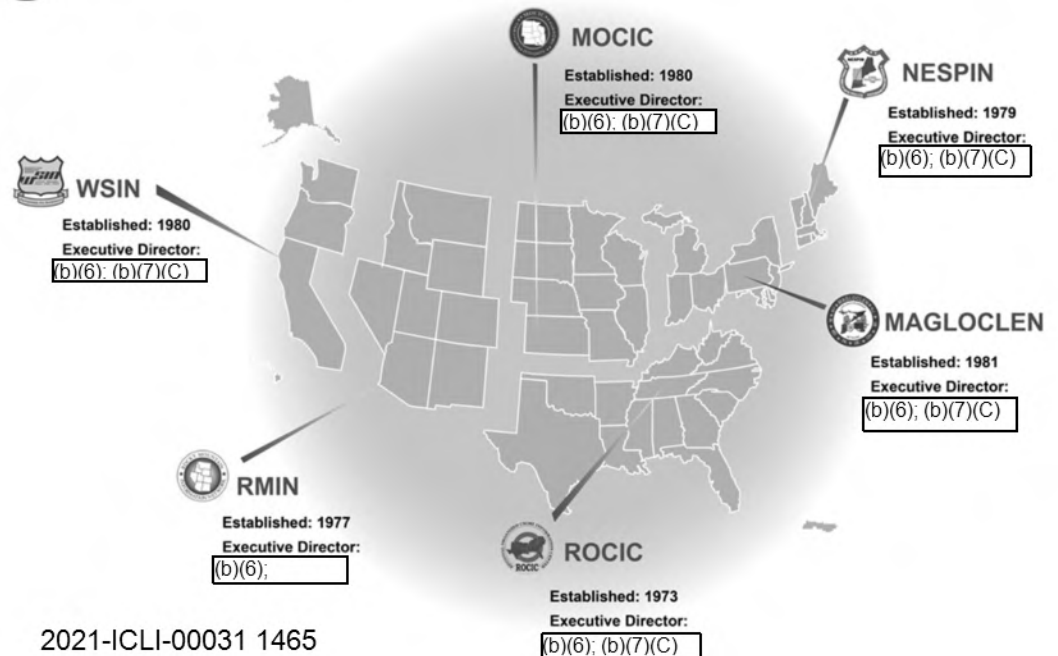 MOCIC
Established: 1980
Executive Director:
(b)(6); (b)(7)(C)
NESPIN
Established: 1979
Executive Director:
(b)(6); (b)(7)(C)
WSIN
Established: 1980
Executive Director:
(b)(6); (b)(7)(C)
MAGLOCLEN
Established: 1981
Executive Director:
(b)(6); (b)(7)(C)
RMIN
Established: 1977
Executive Director:
(b)(6);
ROCIC
ROCIC
Established: 1973
Executive Director:
(b)(6); (b)(7)(C)
2021-ICLI-00031 1465